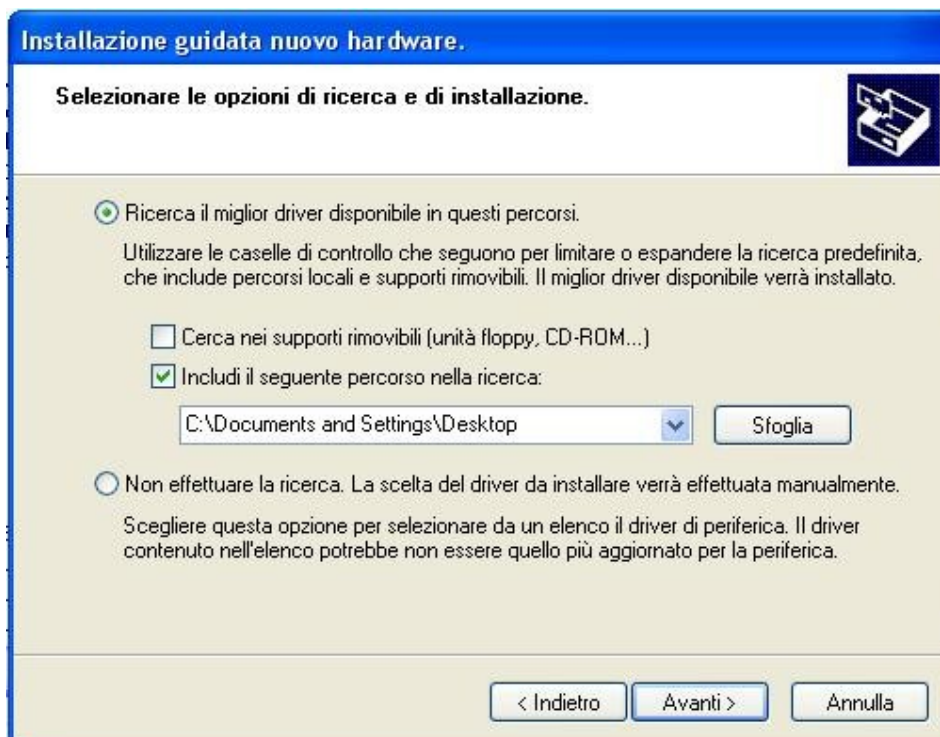 Installazione guidata nuovo hardware.
Selezionare le opzioni di ricerca e di installazione.
Ricerca il miglior driver disponibile in questi percorsi.
Utilizzare le caselle di controllo che seguono per limitare o espandere la ricerca predefinita,
che include percorsi locali e supporti rimovibili. Il miglior driver disponibile verrà installato.
Cerca nei supporti rimovibili (unità floppy, CD-ROM...)
Includi il seguente percorso nella ricerca:
C:\Documents and Settings\Desktop
Sfoglia
Non effettuare la ricerca. La scelta del driver da installare verrà effettuata manualmente.
Scegliere questa opzione per selezionare da un elenco il driver di periferica. Il driver
contenuto nell'elenco potrebbe non essere quello più aggiornato per la periferica.
< Indietro
Avanti >
Annulla